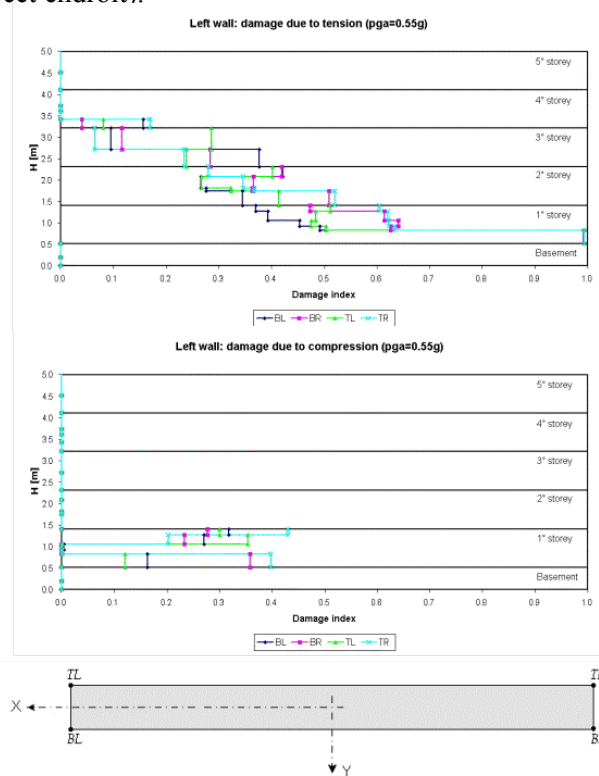 Left wall: damage due to tension (pga=0.55g)
5.0
5° storey
4.5
4.0
4° storey
3.5
3.0
3° storey
H [m]
2.5
2.0
2° storey
1.5
1.0
1° storey
0.5
Basement
0.0
0.0 0.1 0.2 0.3 0.4 0.5 0.6 0.7 0.8 0.9 1.0
Damage index
BL BR TL TR
Left wall: damage due to compression (pga=0.55g)
5.0
5° storey
4.5
4.0
4° storey
3.5
3.0
3° storey
H [m]
2.5
2.0
2° storey
1.5
1.0
1° storey
0.5
Basement
0.0
0.0 0.1 0.2 0.3 0.4 0.5 0.6 0.7 0.8 0.9 1.0
Damage index
BL BR TL TR
TL
X
BL
Y